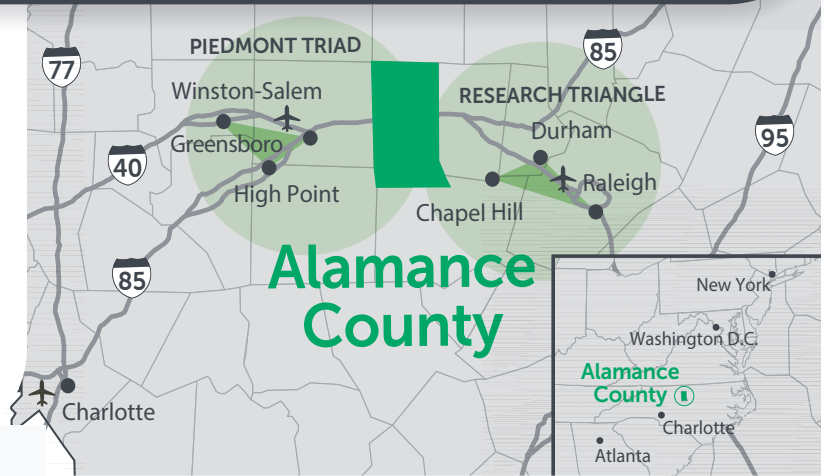 PIEDMONT TRIAD
85
77
Winston-Salem
RESEARCH TRIANGLE
Durham
95
Greensboro
40
High Point
Raleigh
Chapel Hill
85
Alamance
County
Charlotte
New York
Washington D.C.
Alamance
County
Charlotte
Atlanta